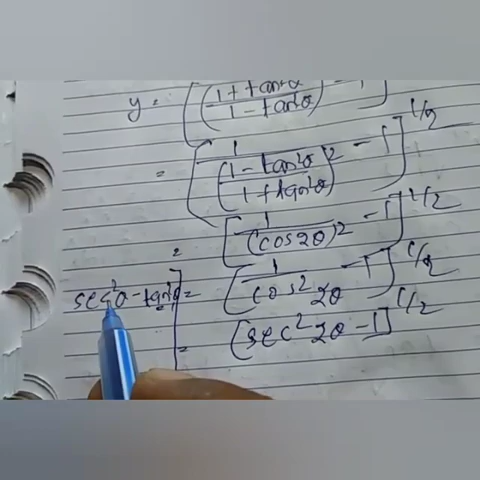 y = [(1 + tan²θ / 1 - tan²θ)² - 1]
= [1 / (1 - tan²θ / 1 + tan²θ)² - 1]^1/2
= [1 / (cos2θ)² - 1]^1/2
= [1 / cos²2θ - 1]^1/2
sec²θ - tan²θ
= [sec²2θ - 1]^1/2